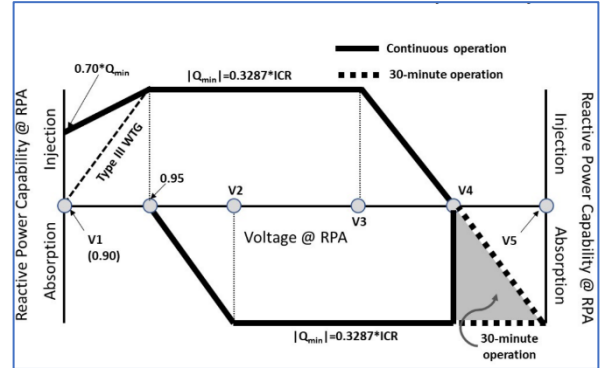 Reactive Power Capability @ RPA
Absorption
Injection
0.70*Qmin
|Qmin|=0.3287*ICR
Continuous operation
30-minute operation
Type III WTG
0.95
V1
(0.90)
V2
V3
V4
V5
Voltage @ RPA
|Qmin|=0.3287*ICR
30-minute
operation
Injection
Absorption
Reactive Power Capability @ RPA